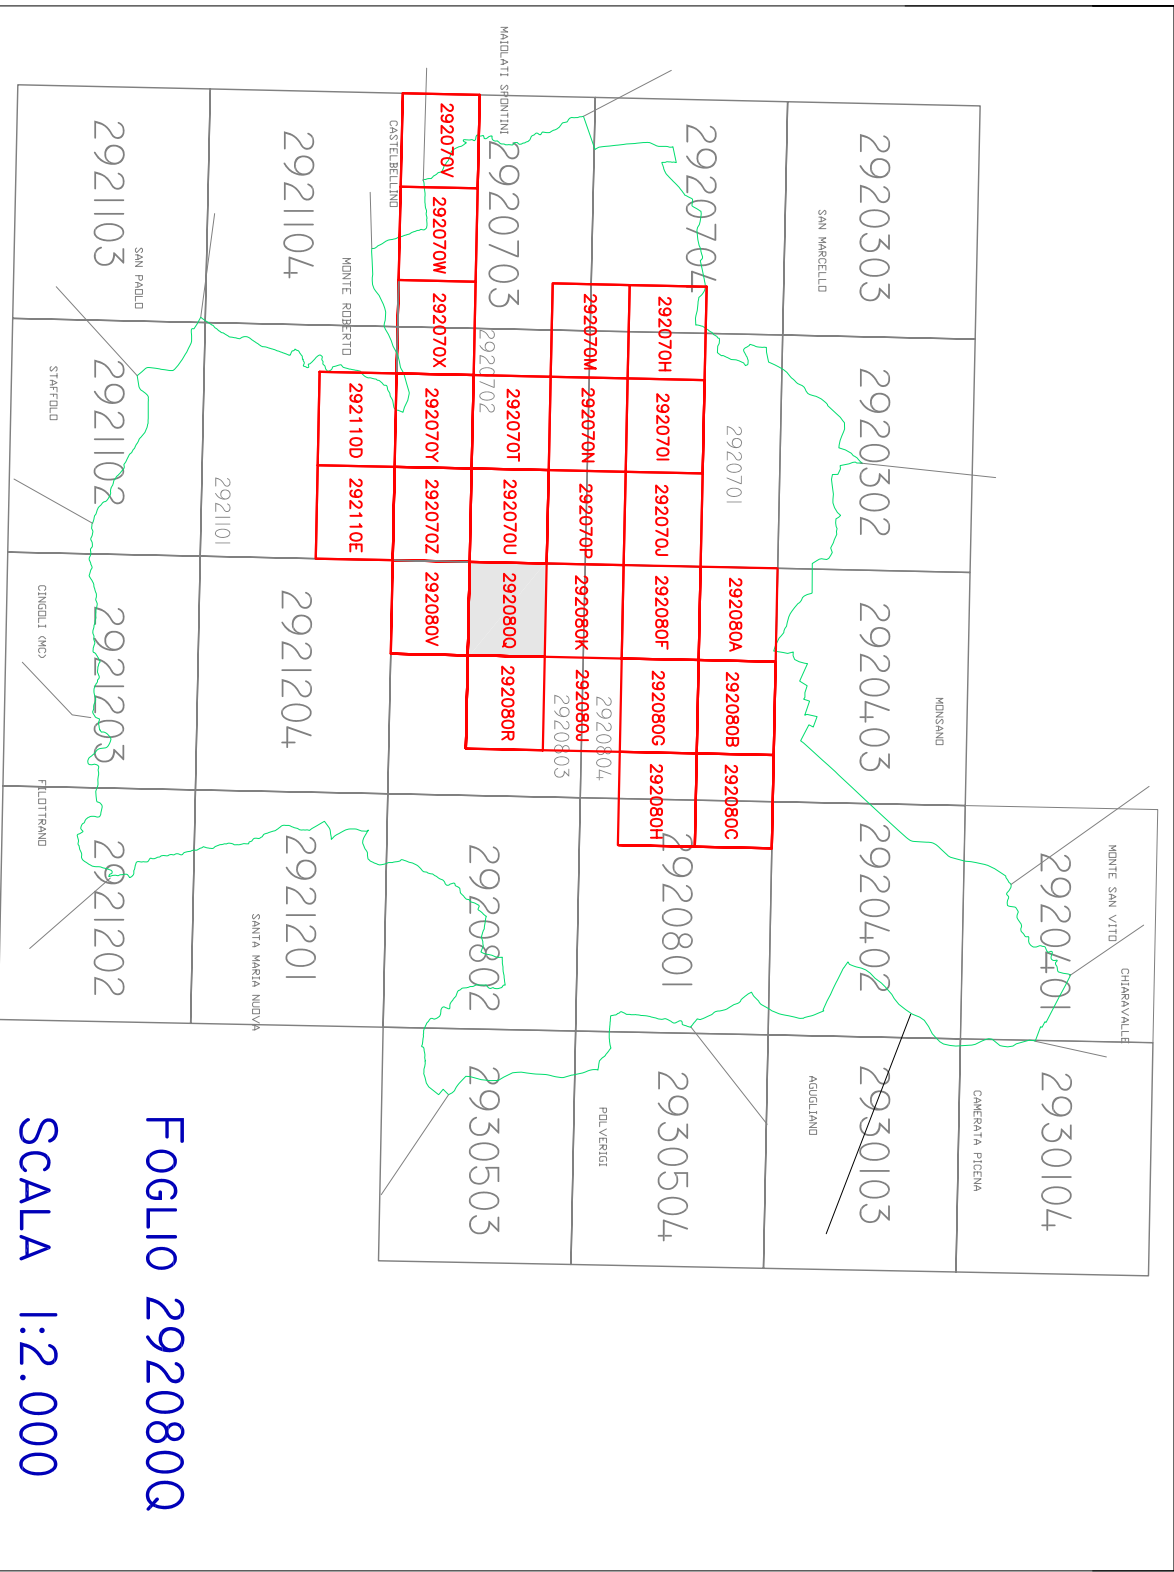 CHIARAVALLE
MONTE SAN VITO
2920401 2930104
CAMERATA PICENA
MONSANO
2920303 2920302 2920403 2920402 2930103
SAN MARCELLO
AGUGLIANO
2920701
292080A 292080B 292080C
2920704 2920801 2930504
292070H 292070I 292070J 292080F 292080G 292080H
2920804
POLVERIGI
292070M 292070N 292070P 292080K 292080J
2920803
MAIOLATI SPONTINI
2920703 292070T 292070U 292080Q 292080R 2920802 2930503
2920702
292070V 292070W 292070X 292070Y 292070Z 292080V
CASTELBELLINO
MONTE ROBERTO
292110D 292110E
2921104 2921204 2921201
SANTA MARIA NUOVA
2921101
SAN PAOLO
2921103 2921102 2921203 2921202
STAFFOLO
CINGOLI (MC)
FILOTTRANO
FOGLIO 292080Q
SCALA 1:2.000